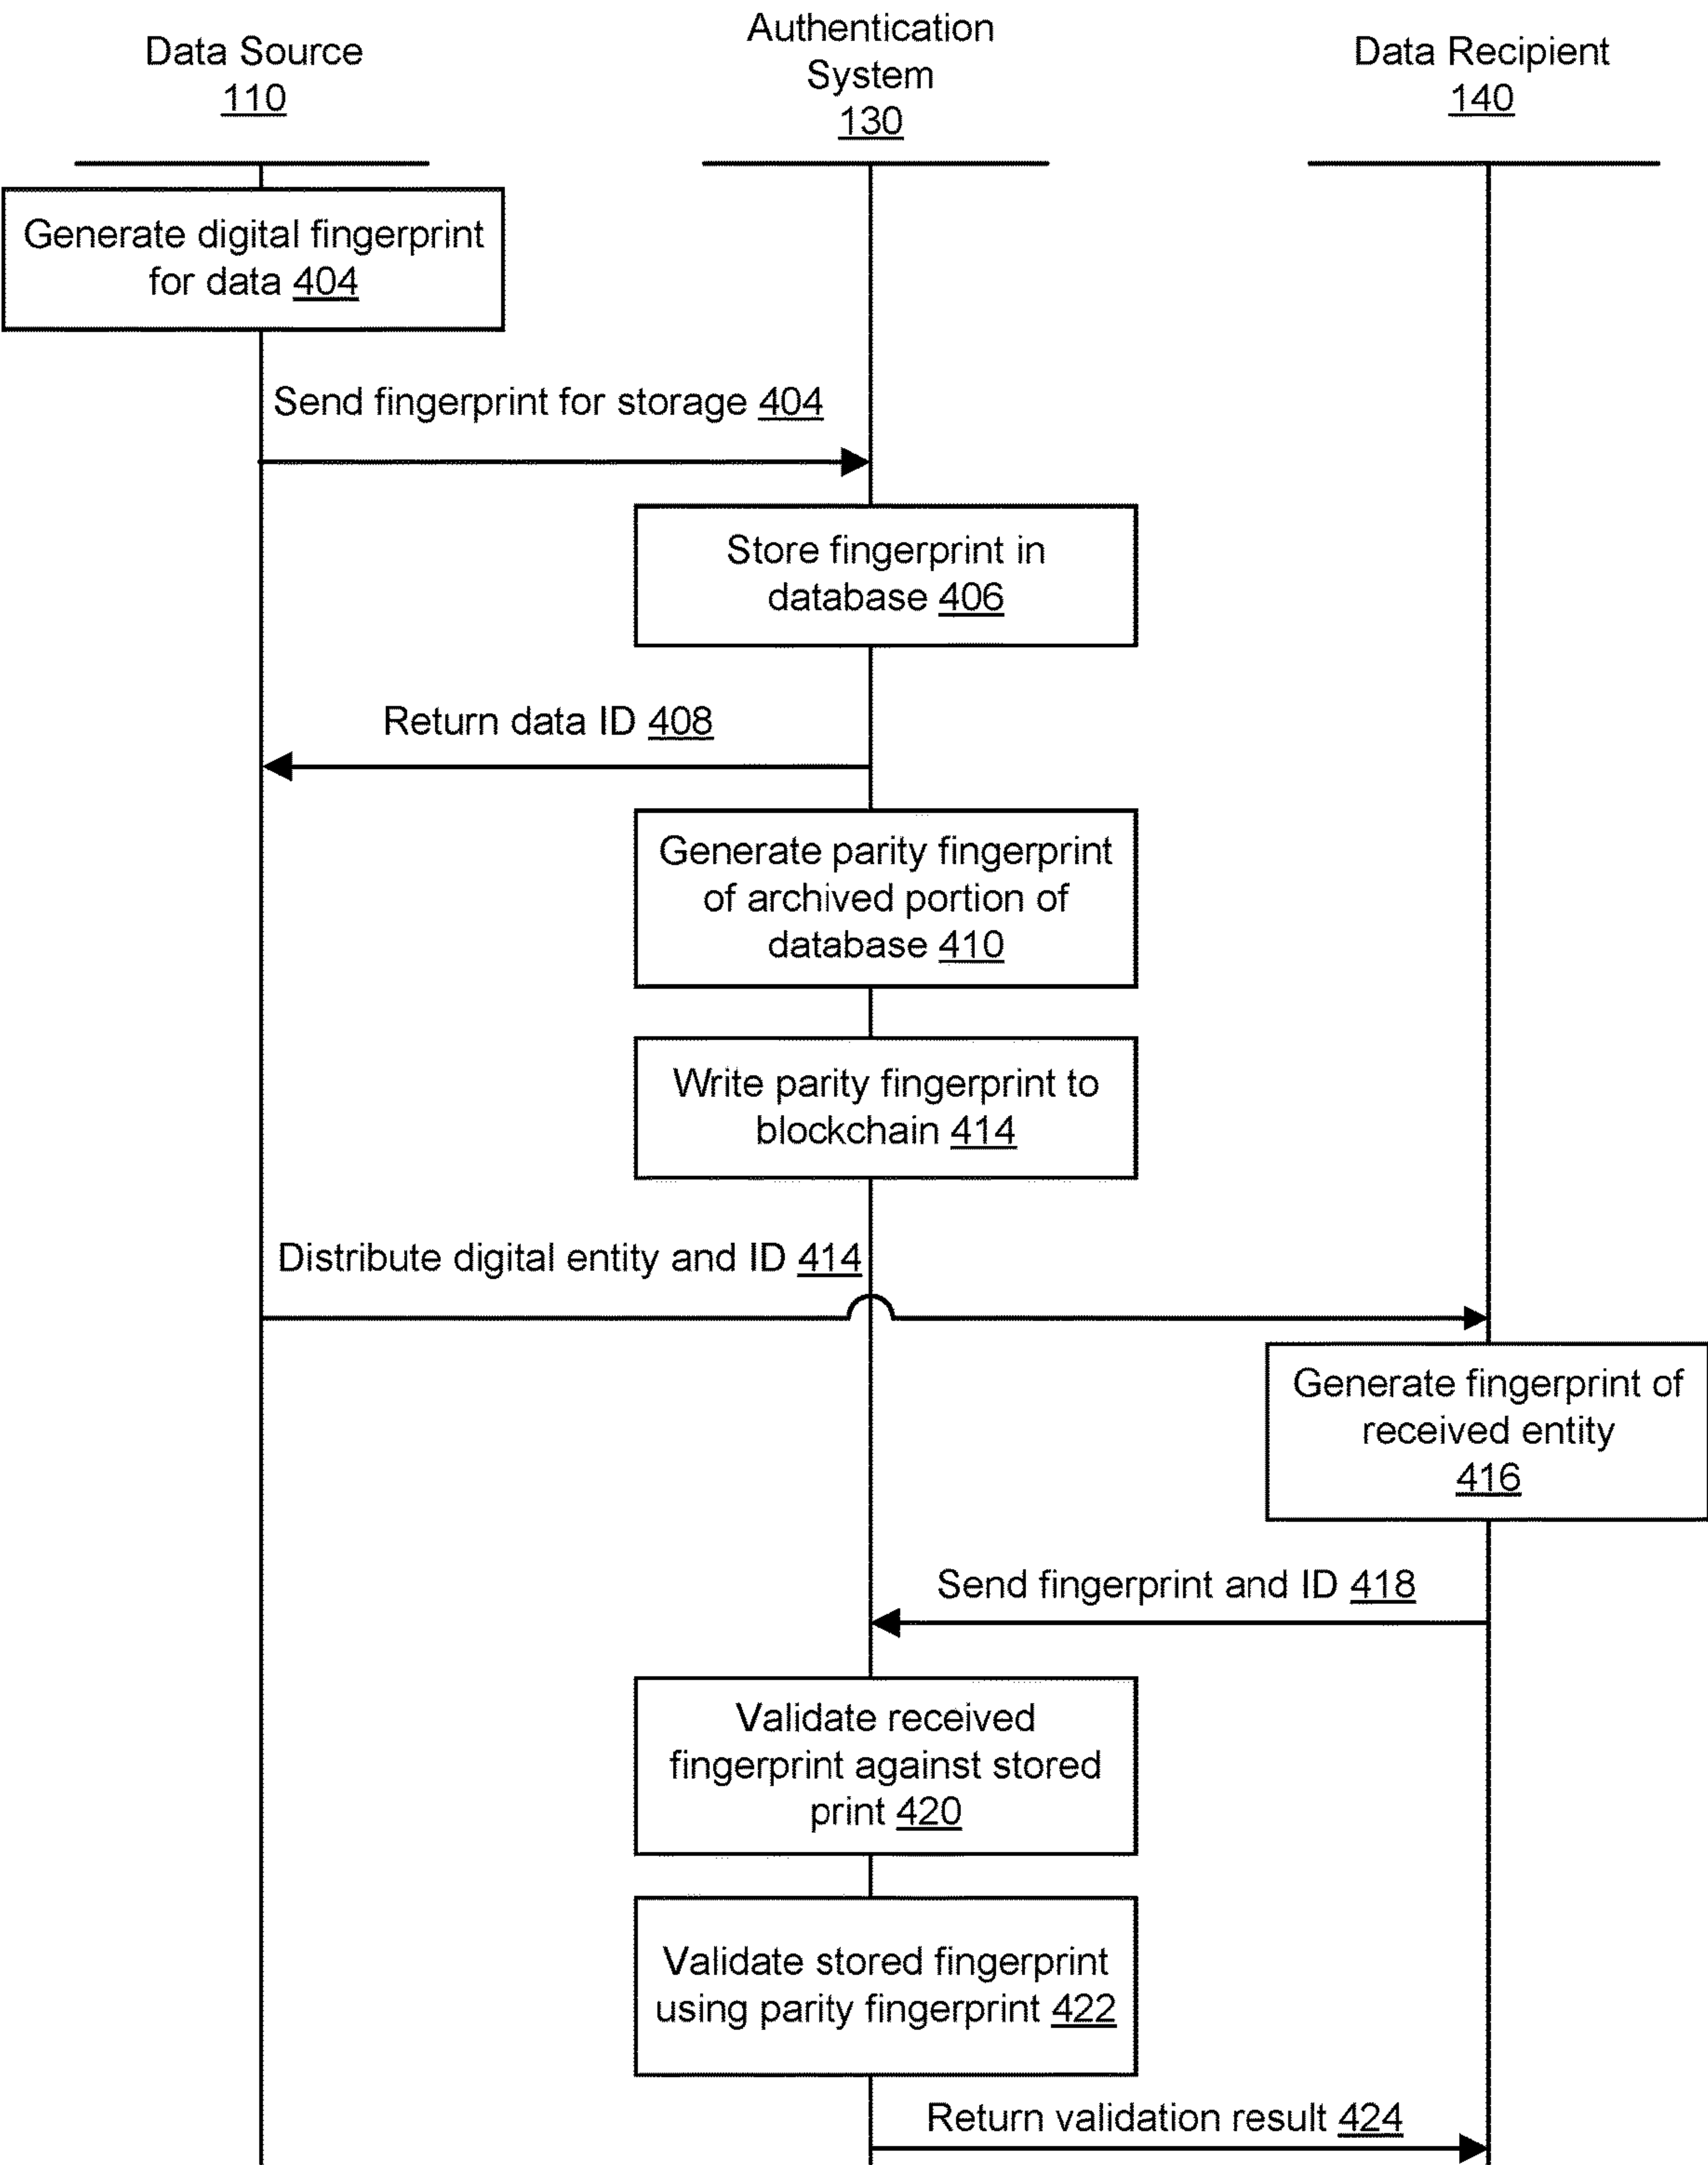 Data Source
110
Authentication
System
130
Data Recipient
140
Generate digital fingerprint
for data 404
Send fingerprint for storage 404
Store fingerprint in
database 406
Return data ID 408
Generate parity fingerprint
of archived portion of
database 410
Write parity fingerprint to
blockchain 414
Distribute digital entity and ID 414
Generate fingerprint of
received entity
416
Send fingerprint and ID 418
Validate received
fingerprint against stored
print 420
Validate stored fingerprint
using parity fingerprint 422
Return validation result 424